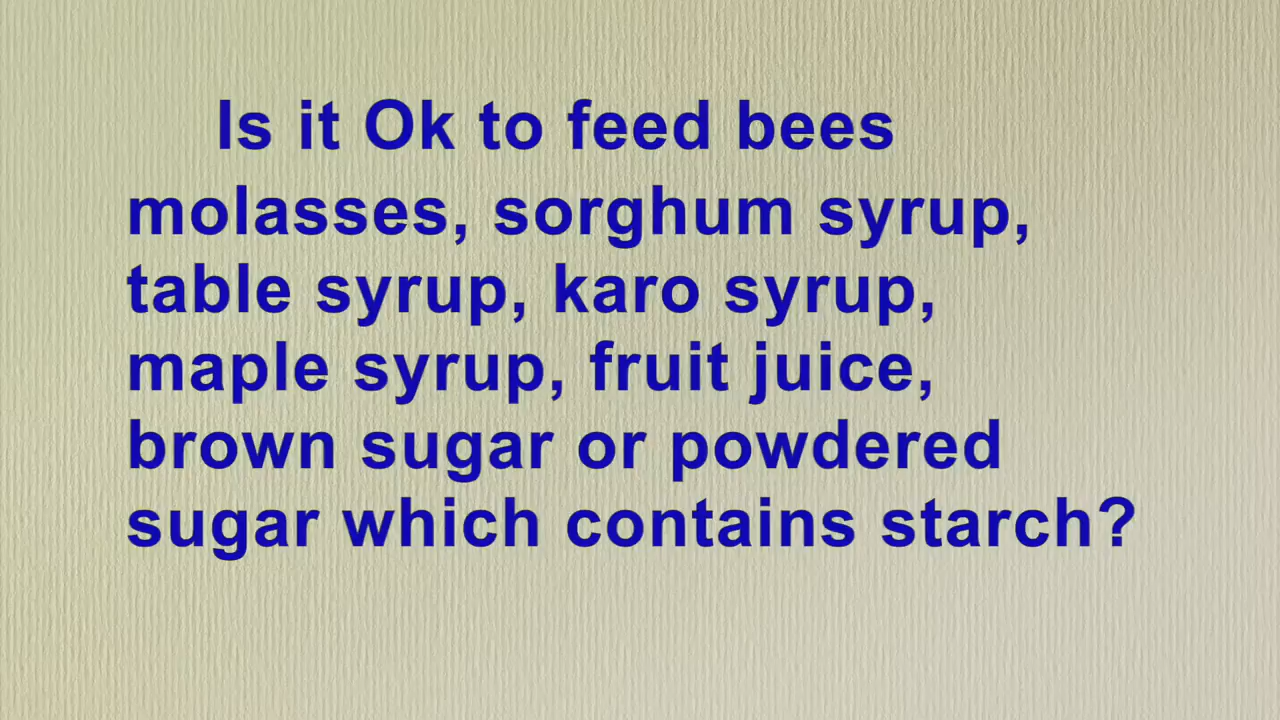 Is it Ok to feed bees
molasses, sorghum syrup,
table syrup, karo syrup,
maple syrup, fruit juice,
brown sugar or powdered
sugar which contains starch?